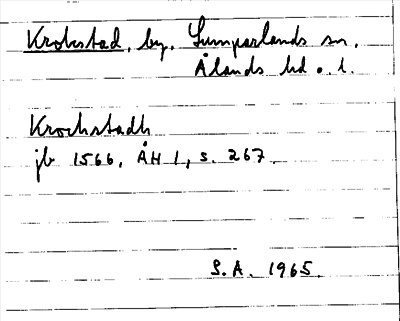 Krokstad, by, Lumparlands sn,
Ålands hd o. l.
Krochstadh
jb 1566, ÅH 1, s. 267.
S.A. 1965.